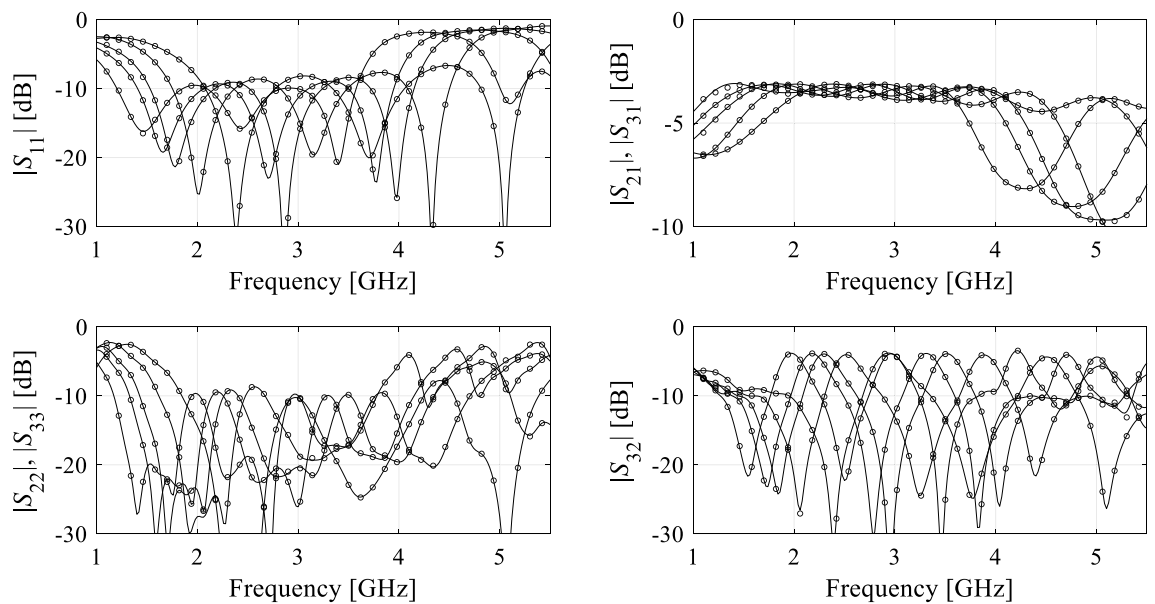 0
-10
-20
-30
|S11| [dB]
1 2 3 4 5
Frequency [GHz]
0
-5
-10
|S21|, |S31| [dB]
1 2 3 4 5
Frequency [GHz]
0
-10
-20
-30
|S22|, |S33| [dB]
1 2 3 4 5
Frequency [GHz]
0
-10
-20
-30
|S32| [dB]
1 2 3 4 5
Frequency [GHz]